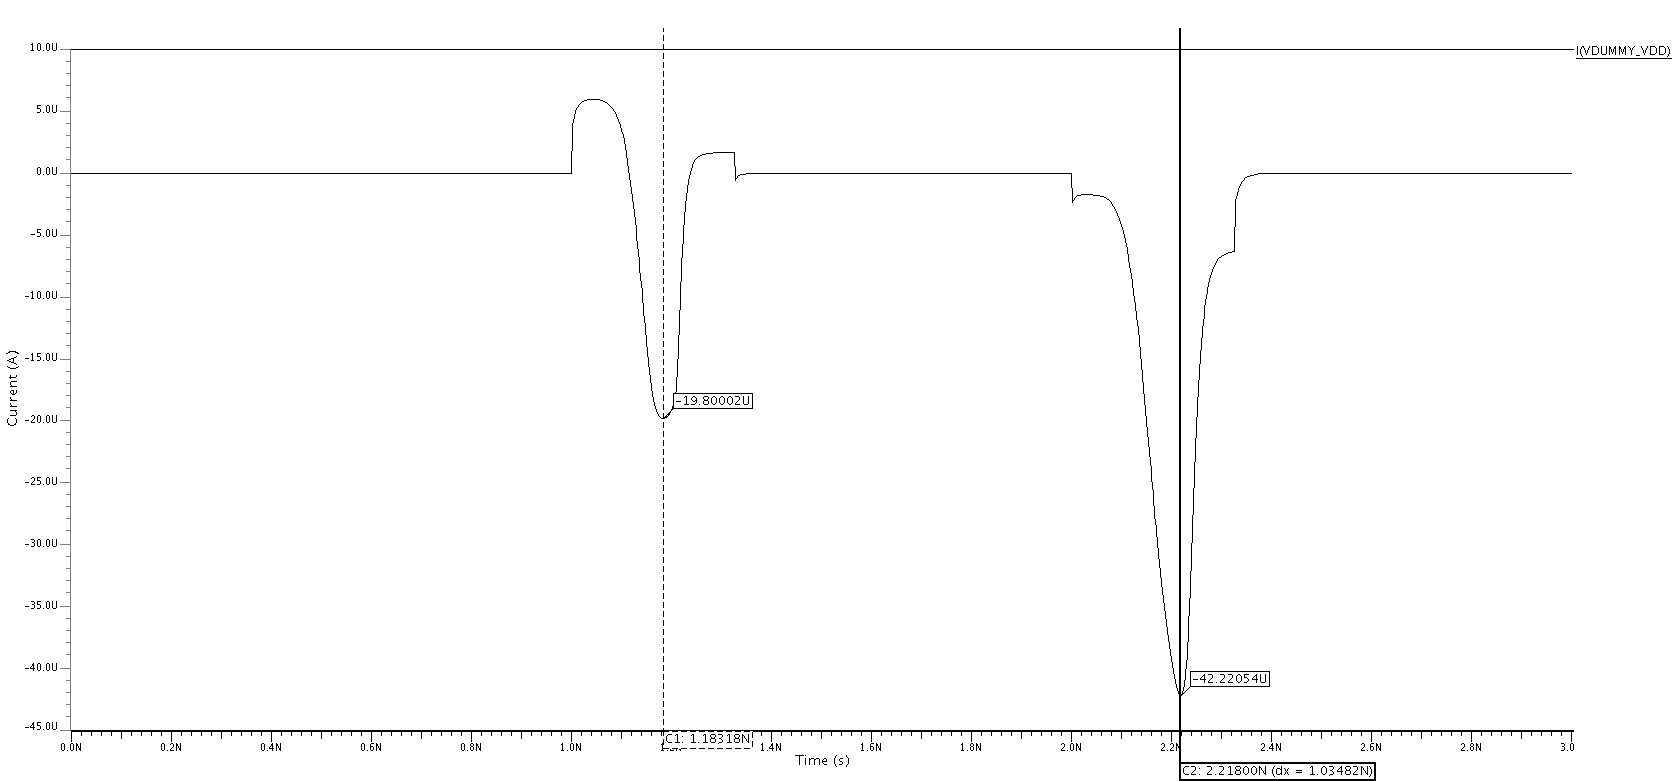 10.0U
I(VDUMMY_VDD)
5.0U
0.0U
-5.0U
-10.0U
-15.0U
Current (A)
-19.80002U
-20.0U
-25.0U
-30.0U
-35.0U
-40.0U
-42.22054U
-45.0U
C1: 1.18318N
0.0N 0.2N 0.4N 0.6N 0.8N 1.0N 1.4N 1.6N 1.8N 2.0N 2.2N 2.4N 2.6N 2.8N 3.0
Time (s)
C2: 2.21800N (dx = 1.03482N)